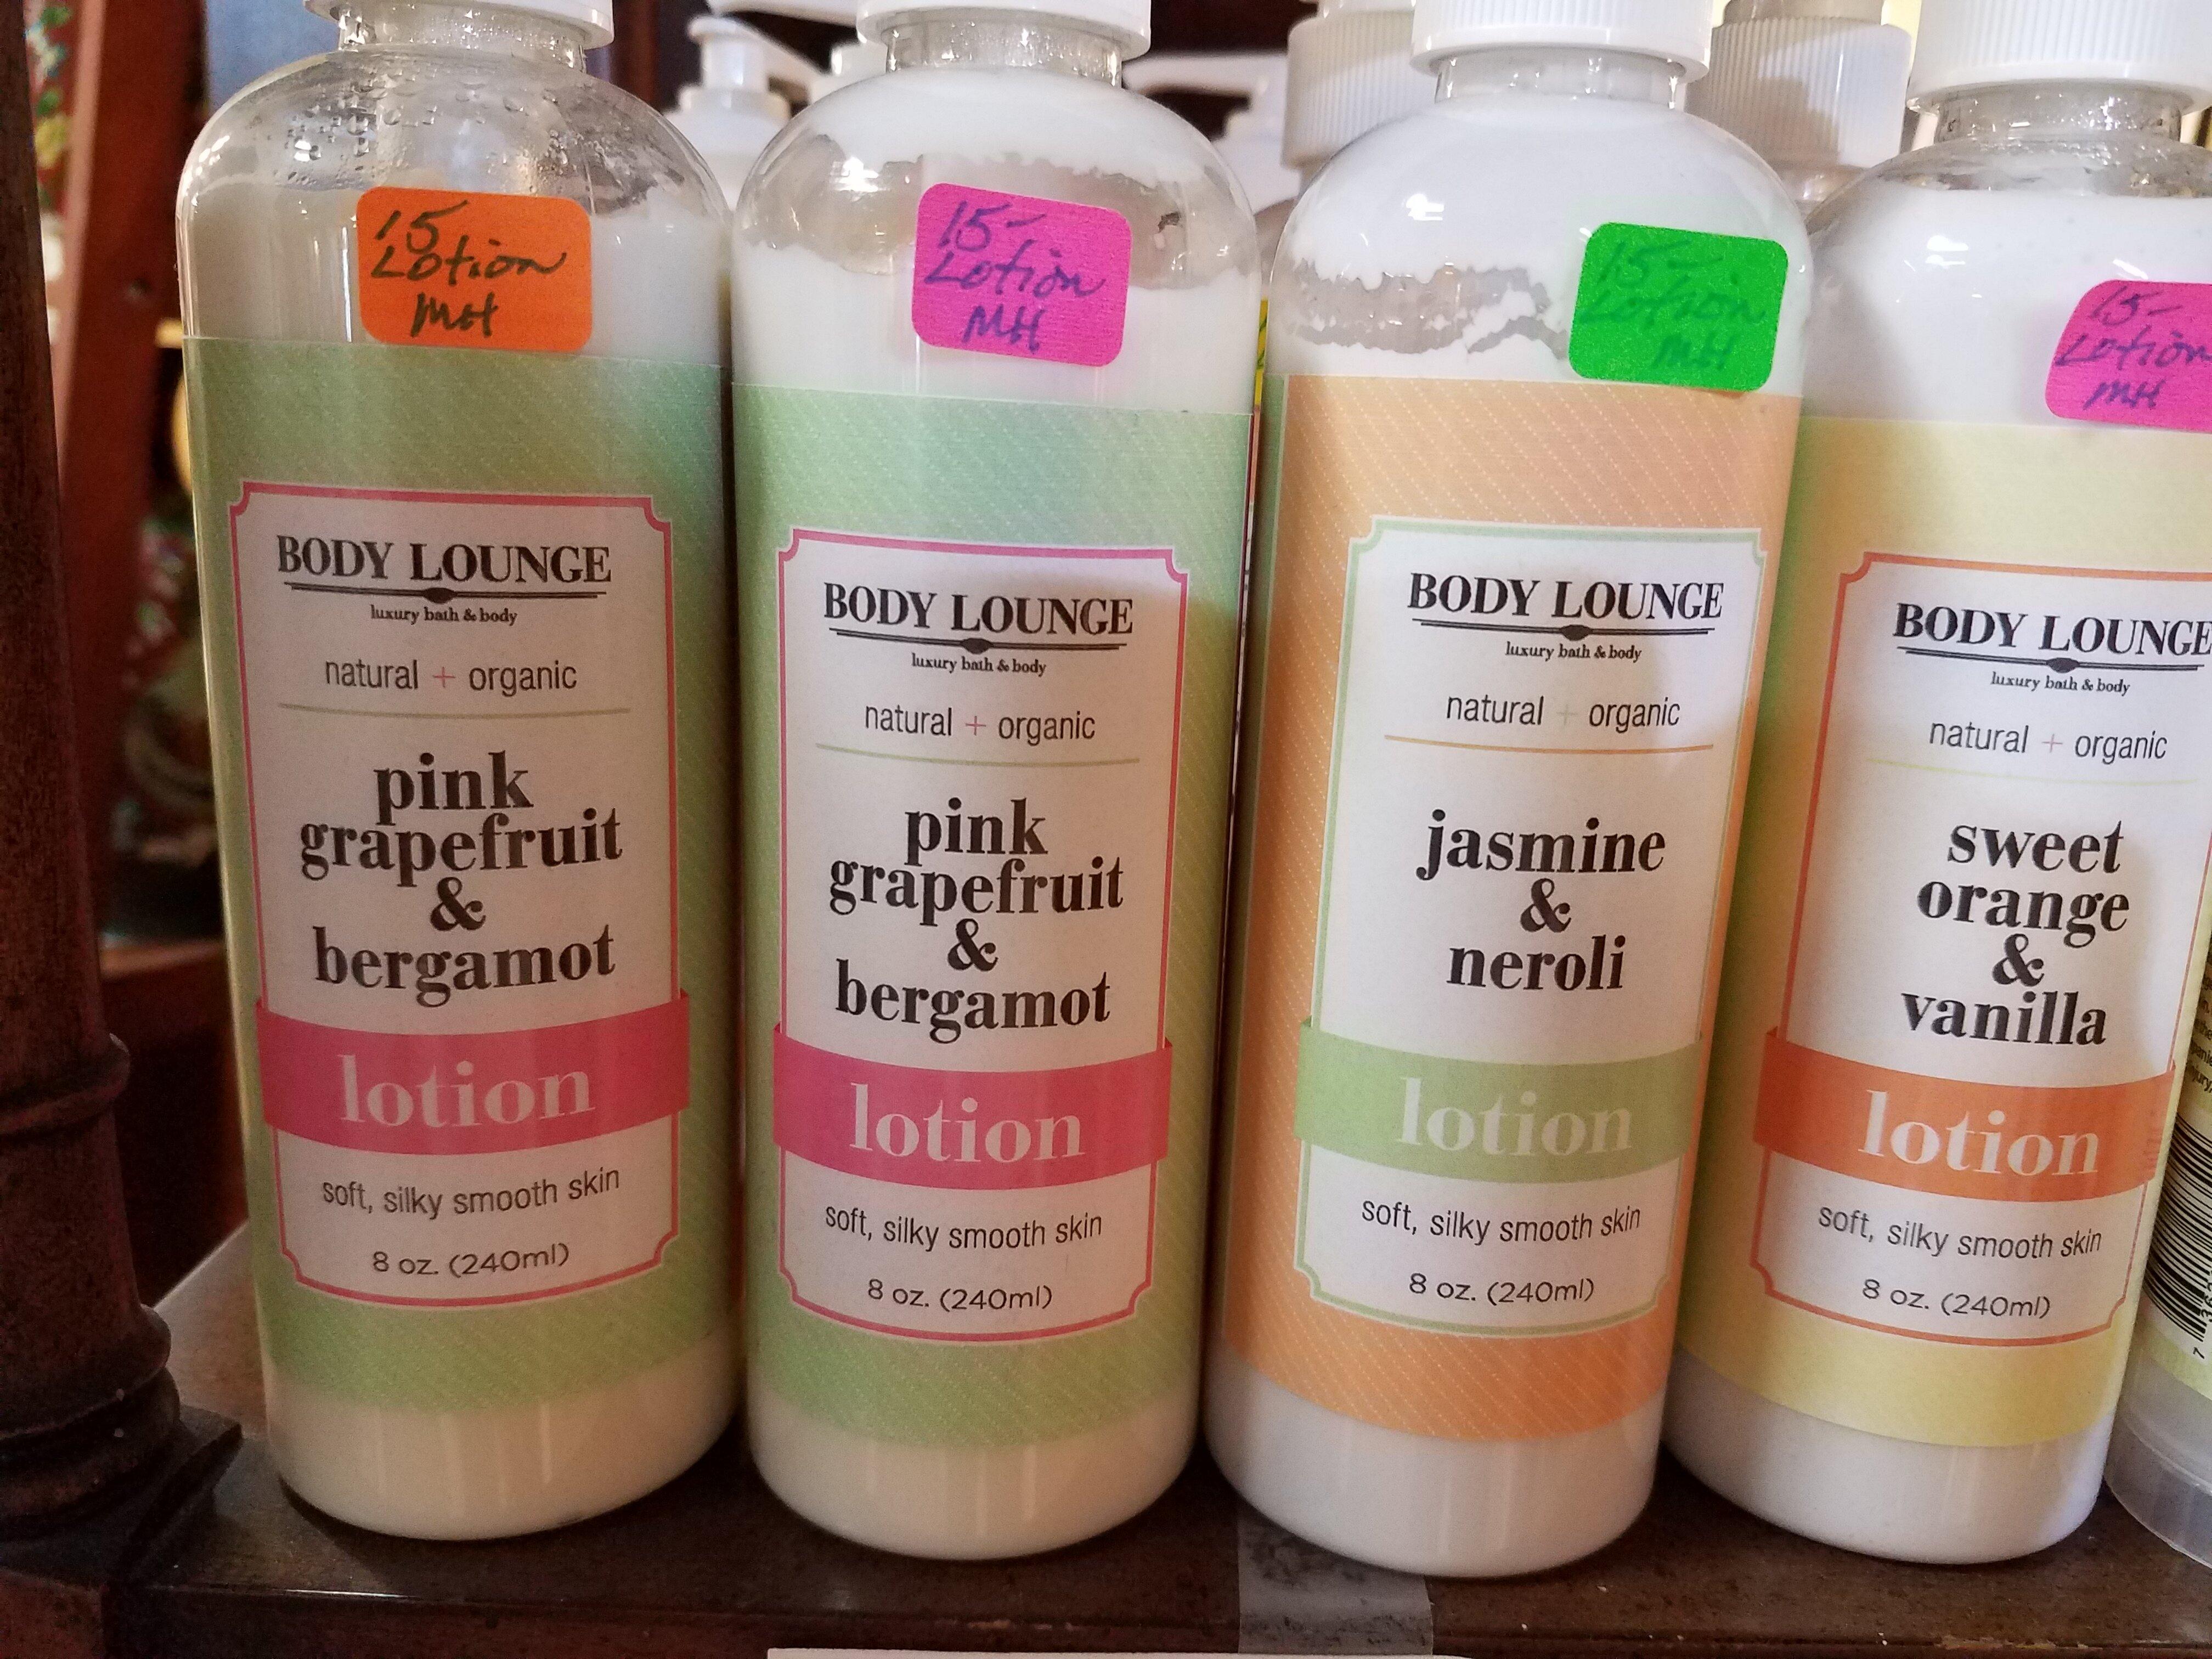 15
Lotion
MH
BODY LOUNGE
luxury bath & body
natural + organic
pink
grapefruit
&
bergamot
lotion
soft, silky smooth skin
8 oz. (240ml)
15-
Lotion
MH
BODY LOUNGE
luxury bath & body
natural + organic
pink
grapefruit
&
bergamot
lotion
soft, silky smooth skin
8 oz. (240ml)
15-
Lotion
MH
BODY LOUNGE
luxury bath & body
natural + organic
jasmine
&
neroli
lotion
soft, silky smooth skin
8 oz. (240ml)
15-
Lotion
MH
BODY LOUNGE
luxury bath & body
natural + organic
sweet
orange
&
vanilla
lotion
soft, silky smooth skin
8 oz. (240ml)